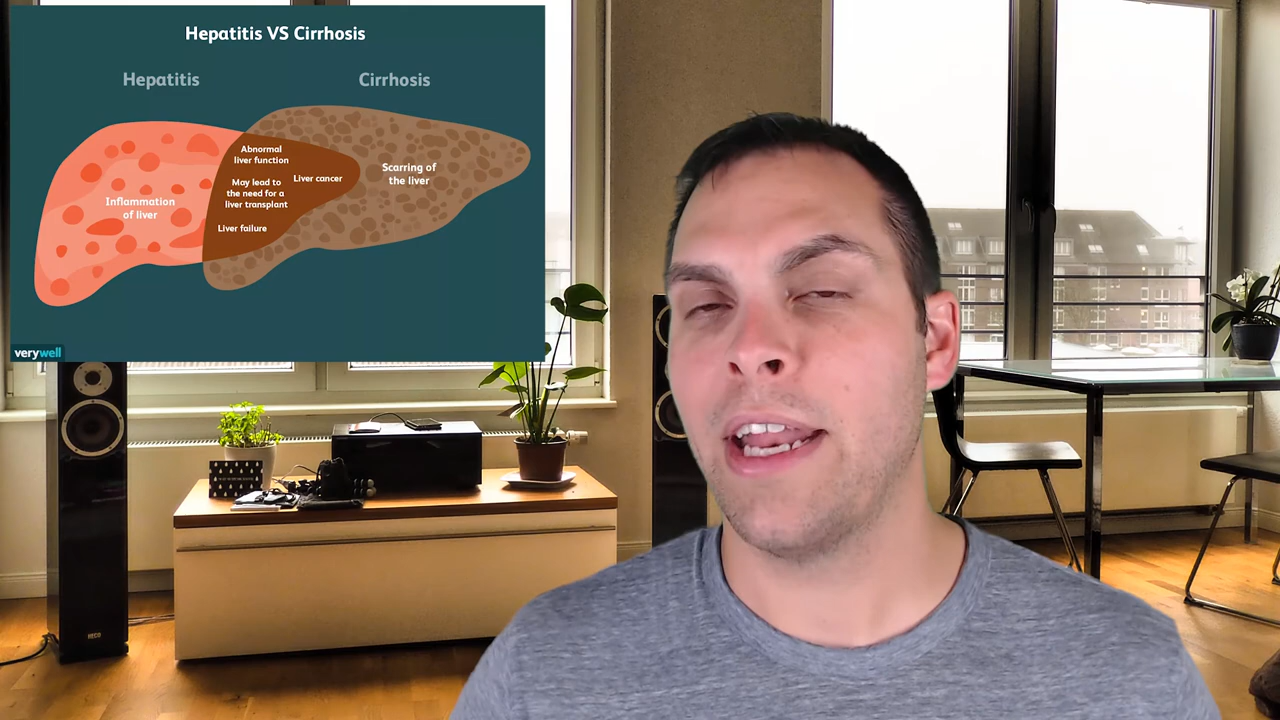 Hepatitis VS Cirrhosis
Hepatitis
Cirrhosis
Inflammation
of liver
Abnormal
liver function
May lead to
the need for a
liver transplant
Liver cancer
Liver failure
Scarring of
the liver
verywell
NECO